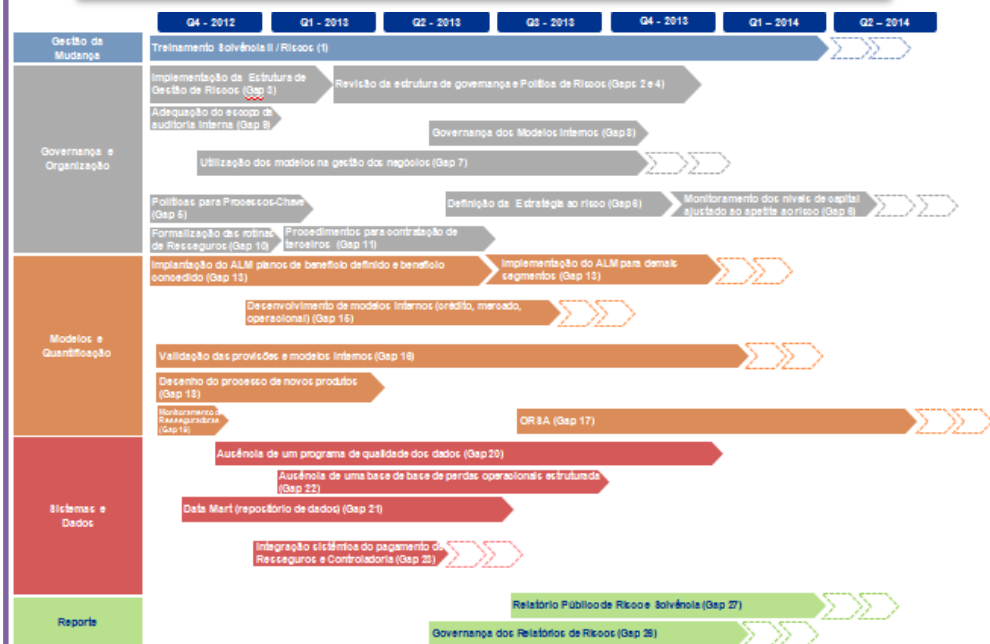 Q4 - 2012
Q1 - 2013
Q2 - 2013
Q3 - 2013
Q4 - 2013
Q1 – 2014
Q2 – 2014
Gestão da
Mudança
Treinamento Solvência II / Riscos (1)
Governança e
Organização
Implementação da Estrutura de
Gestão de Riscos (Gap 3)
Revisão da estrutura de governança e Política de Riscos (Gaps 2 e 4)
Adequação do escopo da
auditoria Interna (Gap 9)
Governança dos Modelos Internos (Gap 8)
Utilização dos modelos na gestão dos negócios (Gap 7)
Políticas para Processos-Chave
(Gap 5)
Definição da Estratégia ao risco (Gap 6)
Monitoramento dos níveis de capital
ajustado ao apetite ao risco (Gap 6)
Formalização das rotinas
de Resseguros (Gap 10)
Procedimentos para contratação de
terceiros (Gap 11)
Modelos e
Quantificação
Implantação do ALM planos de benefício definido e benefício
concedido (Gap 13)
Implementação do ALM para demais
segmentos (Gap 13)
Desenvolvimento de modelos Internos (crédito, mercado,
operacional) (Gap 15)
Validação das provisões e modelos Internos (Gap 16)
Desenho do processo de novos produtos
(Gap 18)
Monitoramento d
Resseguradoras
(Gap 19)
ORSA (Gap 17)
Sistemas e
Dados
Ausência de um programa de qualidade dos dados (Gap 20)
Ausência de uma base de base de perdas operacionais estruturada
(Gap 22)
Data Mart (repositório de dados) (Gap 21)
Integração sistêmica do pagamento de
Resseguros e Controladoria (Gap 23)
Reporte
Relatório Público de Risco e Solvência (Gap 27)
Governança dos Relatórios de Riscos (Gap 26)